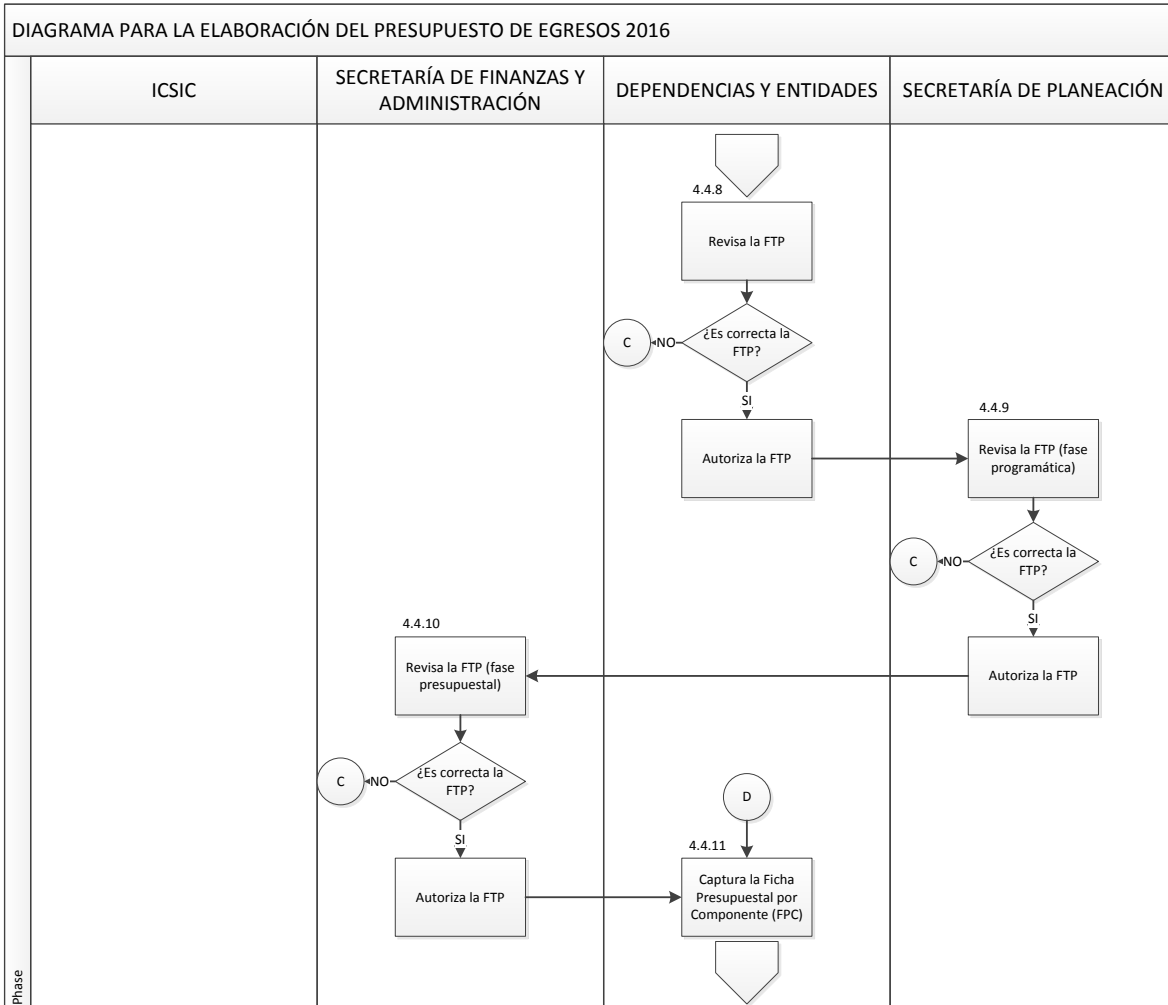 DIAGRAMA PARA LA ELABORACIÓN DEL PRESUPUESTO DE EGRESOS 2016
ICSIC
SECRETARÍA DE FINANZAS Y
ADMINISTRACIÓN
DEPENDENCIAS Y ENTIDADES
SECRETARÍA DE PLANEACIÓN
4.4.8
Revisa la FTP
¿Es correcta la
FTP?
NO
C
SI
Autoriza la FTP
4.4.9
Revisa la FTP (fase
programática)
¿Es correcta la
FTP?
NO
C
SI
Autoriza la FTP
4.4.10
Revisa la FTP (fase
presupuestal)
¿Es correcta la
FTP?
NO
C
SI
Autoriza la FTP
D
4.4.11
Captura la Ficha
Presupuestal por
Componente (FPC)
Phase